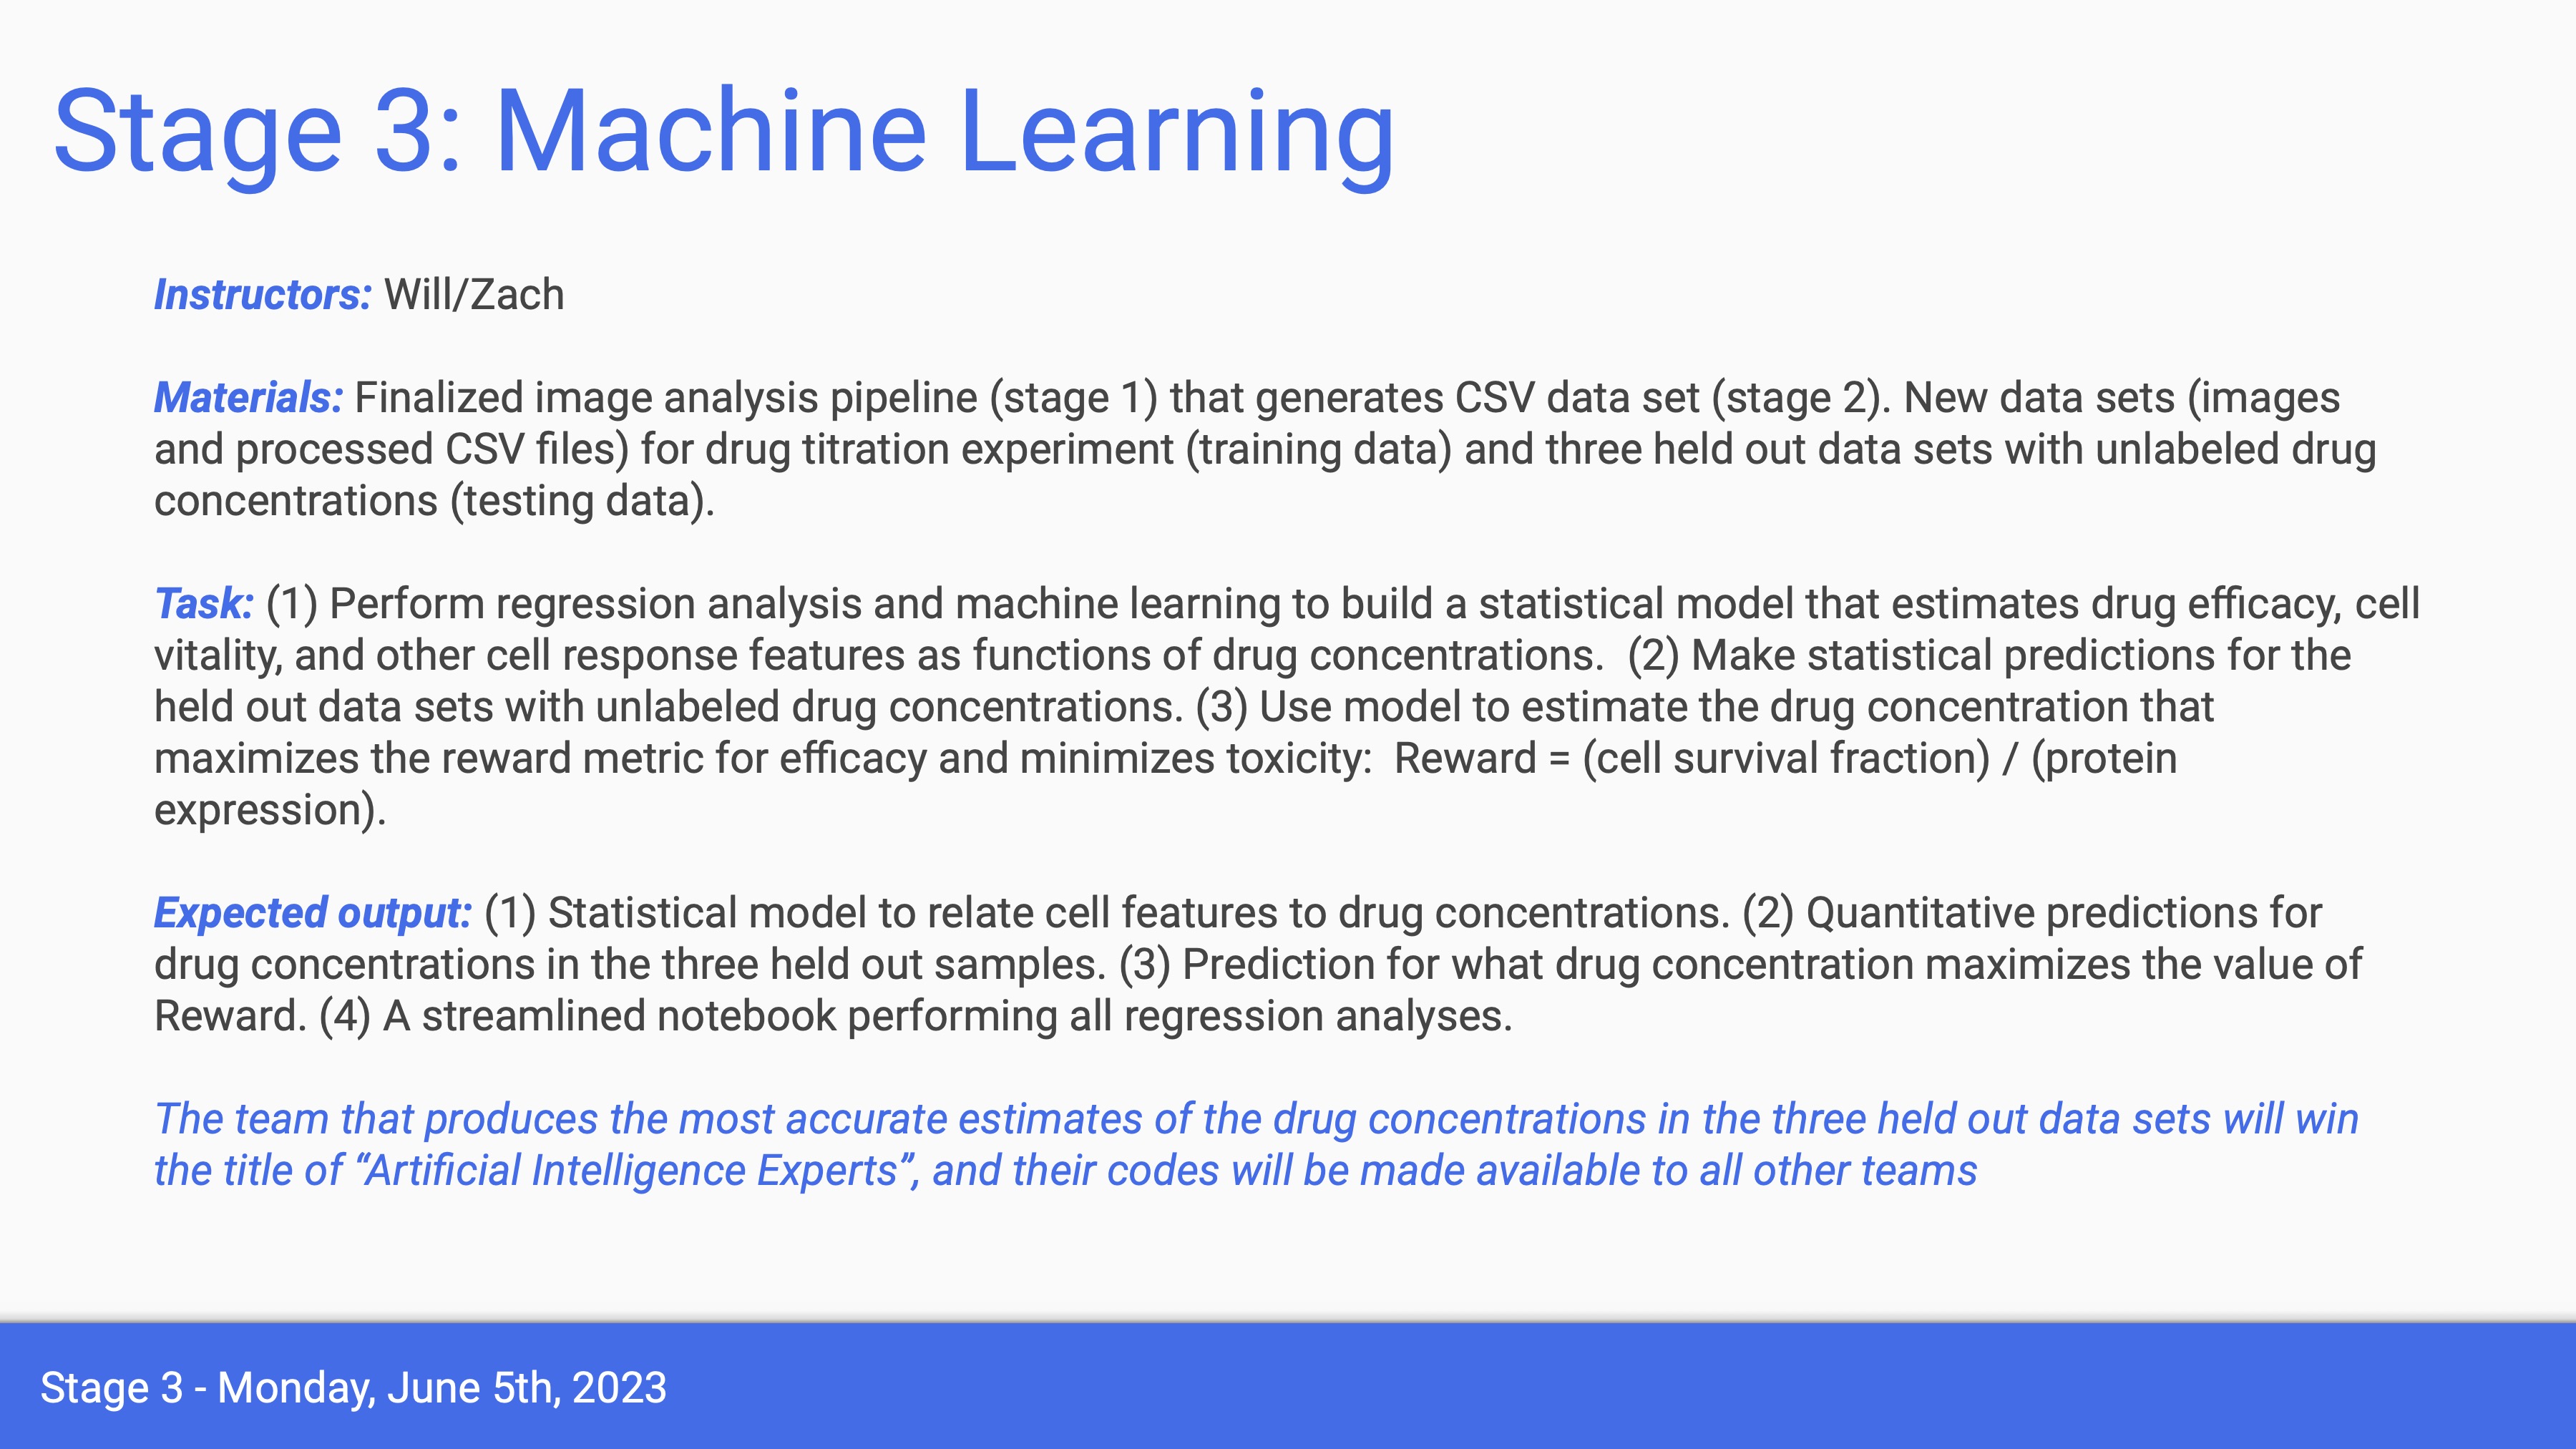 Stage 3: Machine Learning
Instructors: Will/Zach
Materials: Finalized image analysis pipeline (stage 1) that generates CSV data set (stage 2). New data sets (images
and processed CSV files) for drug titration experiment (training data) and three held out data sets with unlabeled drug
concentrations (testing data).
Task: (1) Perform regression analysis and machine learning to build a statistical model that estimates drug efficacy, cell
vitality, and other cell response features as functions of drug concentrations.  (2) Make statistical predictions for the
held out data sets with unlabeled drug concentrations. (3) Use model to estimate the drug concentration that
maximizes the reward metric for efficacy and minimizes toxicity:  Reward = (cell survival fraction) / (protein
expression).
Expected output: (1) Statistical model to relate cell features to drug concentrations. (2) Quantitative predictions for
drug concentrations in the three held out samples. (3) Prediction for what drug concentration maximizes the value of
Reward. (4) A streamlined notebook performing all regression analyses.
The team that produces the most accurate estimates of the drug concentrations in the three held out data sets will win
the title of “Artificial Intelligence Experts”, and their codes will be made available to all other teams
Stage 3 - Monday, June 5th, 2023